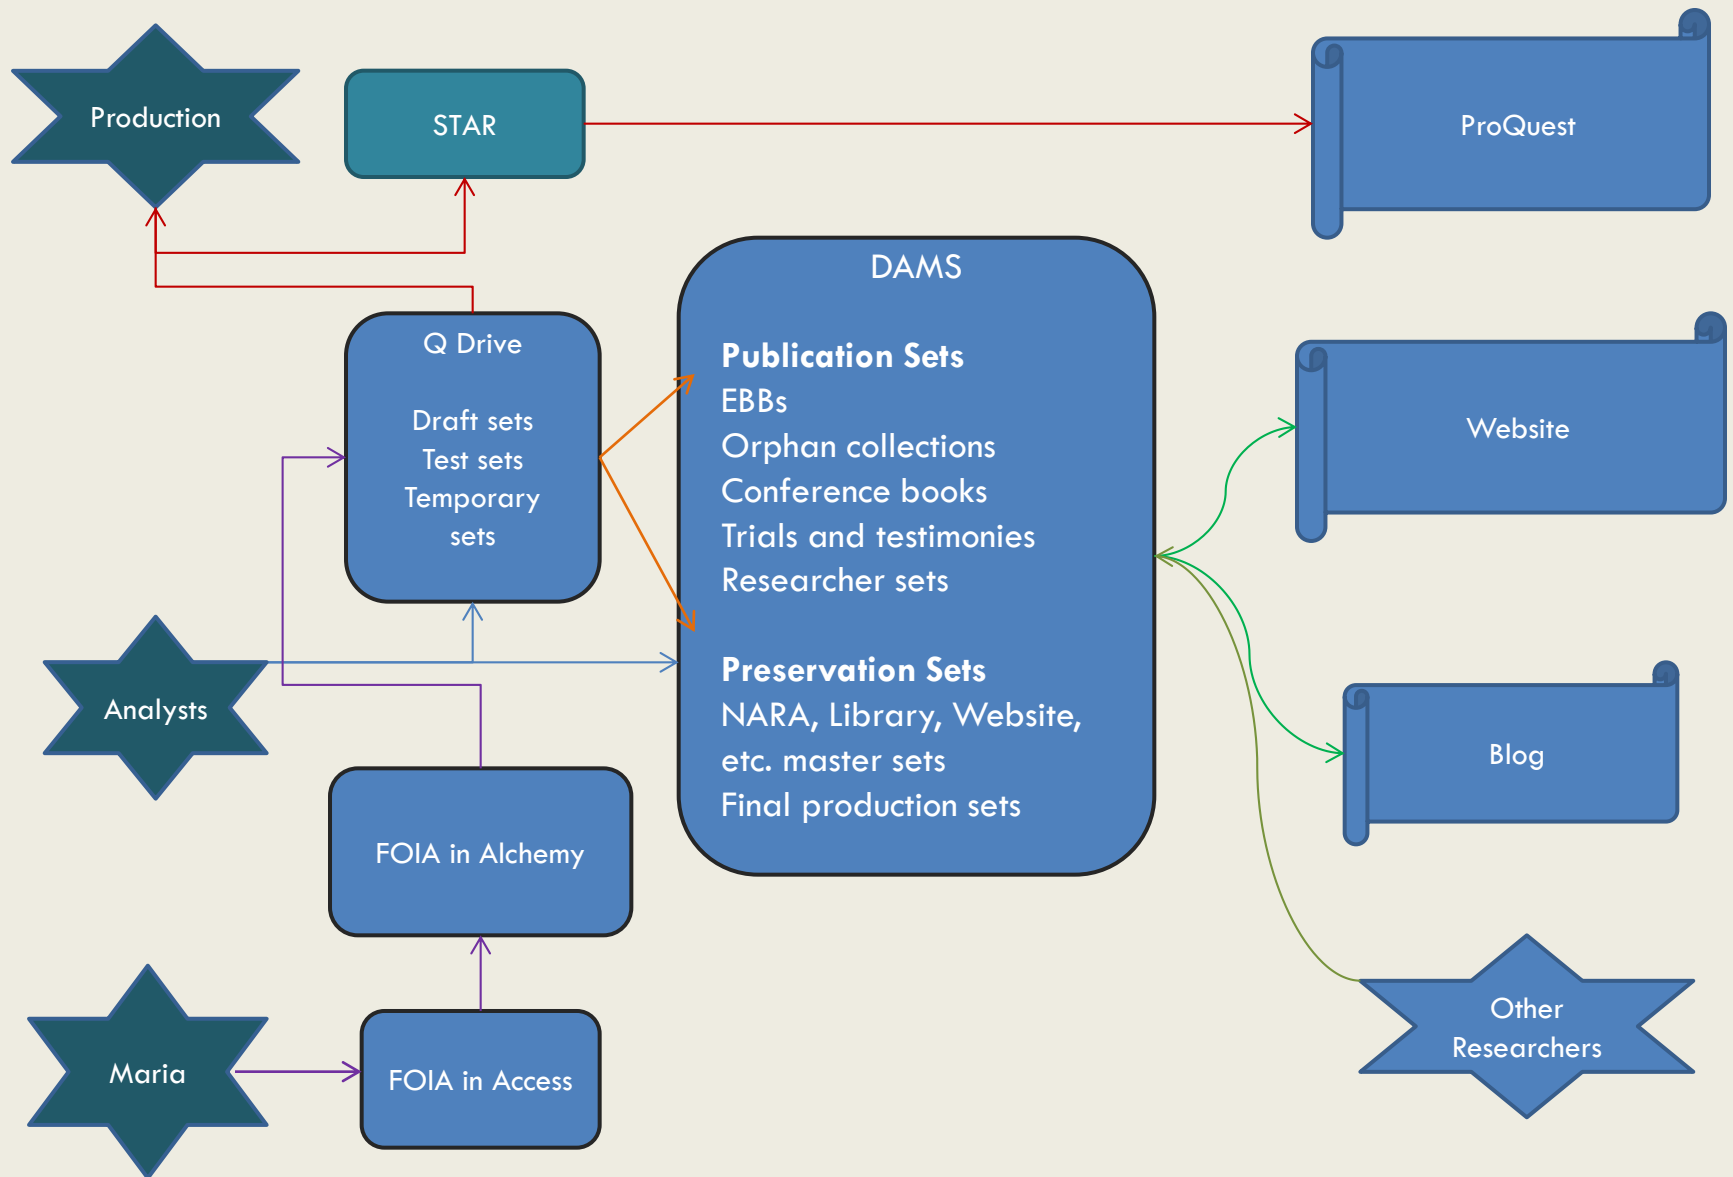 Production
STAR
ProQuest
Q Drive
Draft sets
Test sets
Temporary
sets
DAMS
Publication Sets
EBBs
Orphan collections
Conference books
Trials and testimonies
Researcher sets
Preservation Sets
NARA, Library, Website,
etc. master sets
Final production sets
Website
Analysts
Blog
FOIA in Alchemy
Other
Researchers
Maria
FOIA in Access